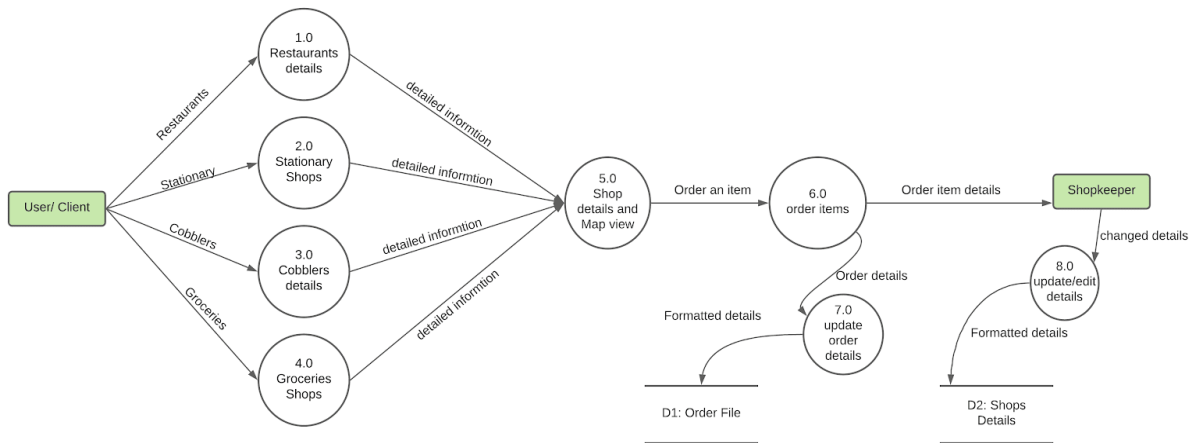 User/ Client
Restaurants
Stationary
Cobblers
Groceries
1.0
Restaurants
details
2.0
Stationary
Shops
3.0
Cobblers
details
4.0
Groceries
Shops
detailed informtion
detailed informtion
detailed informtion
detailed informtion
5.0
Shop
details and
Map view
Order an item
6.0
order items
Order item details
Shopkeeper
changed details
8.0
update/edit
details
Formatted details
D2: Shops
Details
Order details
7.0
update
order
details
Formatted details
D1: Order File